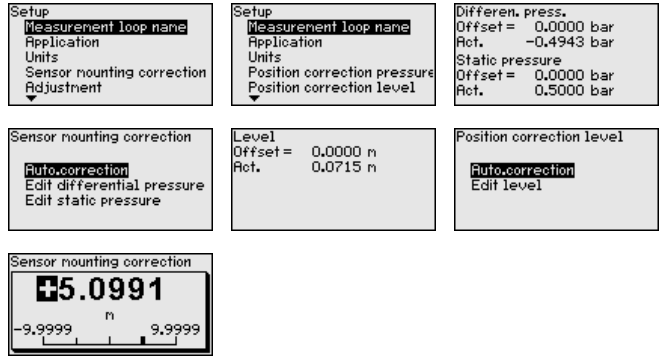 Setup
Measurement loop name
Application
Units
Sensor mounting correction
Adjustment
Setup
Measurement loop name
Application
Units
Position correction pressure
Position correction level
Differen. press.
Offset = 0.0000 bar
Act. -0.4943 bar
Static pressure
Offset = 0.0000 bar
Act. 0.5000 bar
Sensor mounting correction
Auto.correction
Edit differential pressure
Edit static pressure
Level
Offset = 0.0000 m
Act. 0.0715 m
Position correction level
Auto.correction
Edit level
Sensor mounting correction
+5.0991
m
-9.9999 9.9999